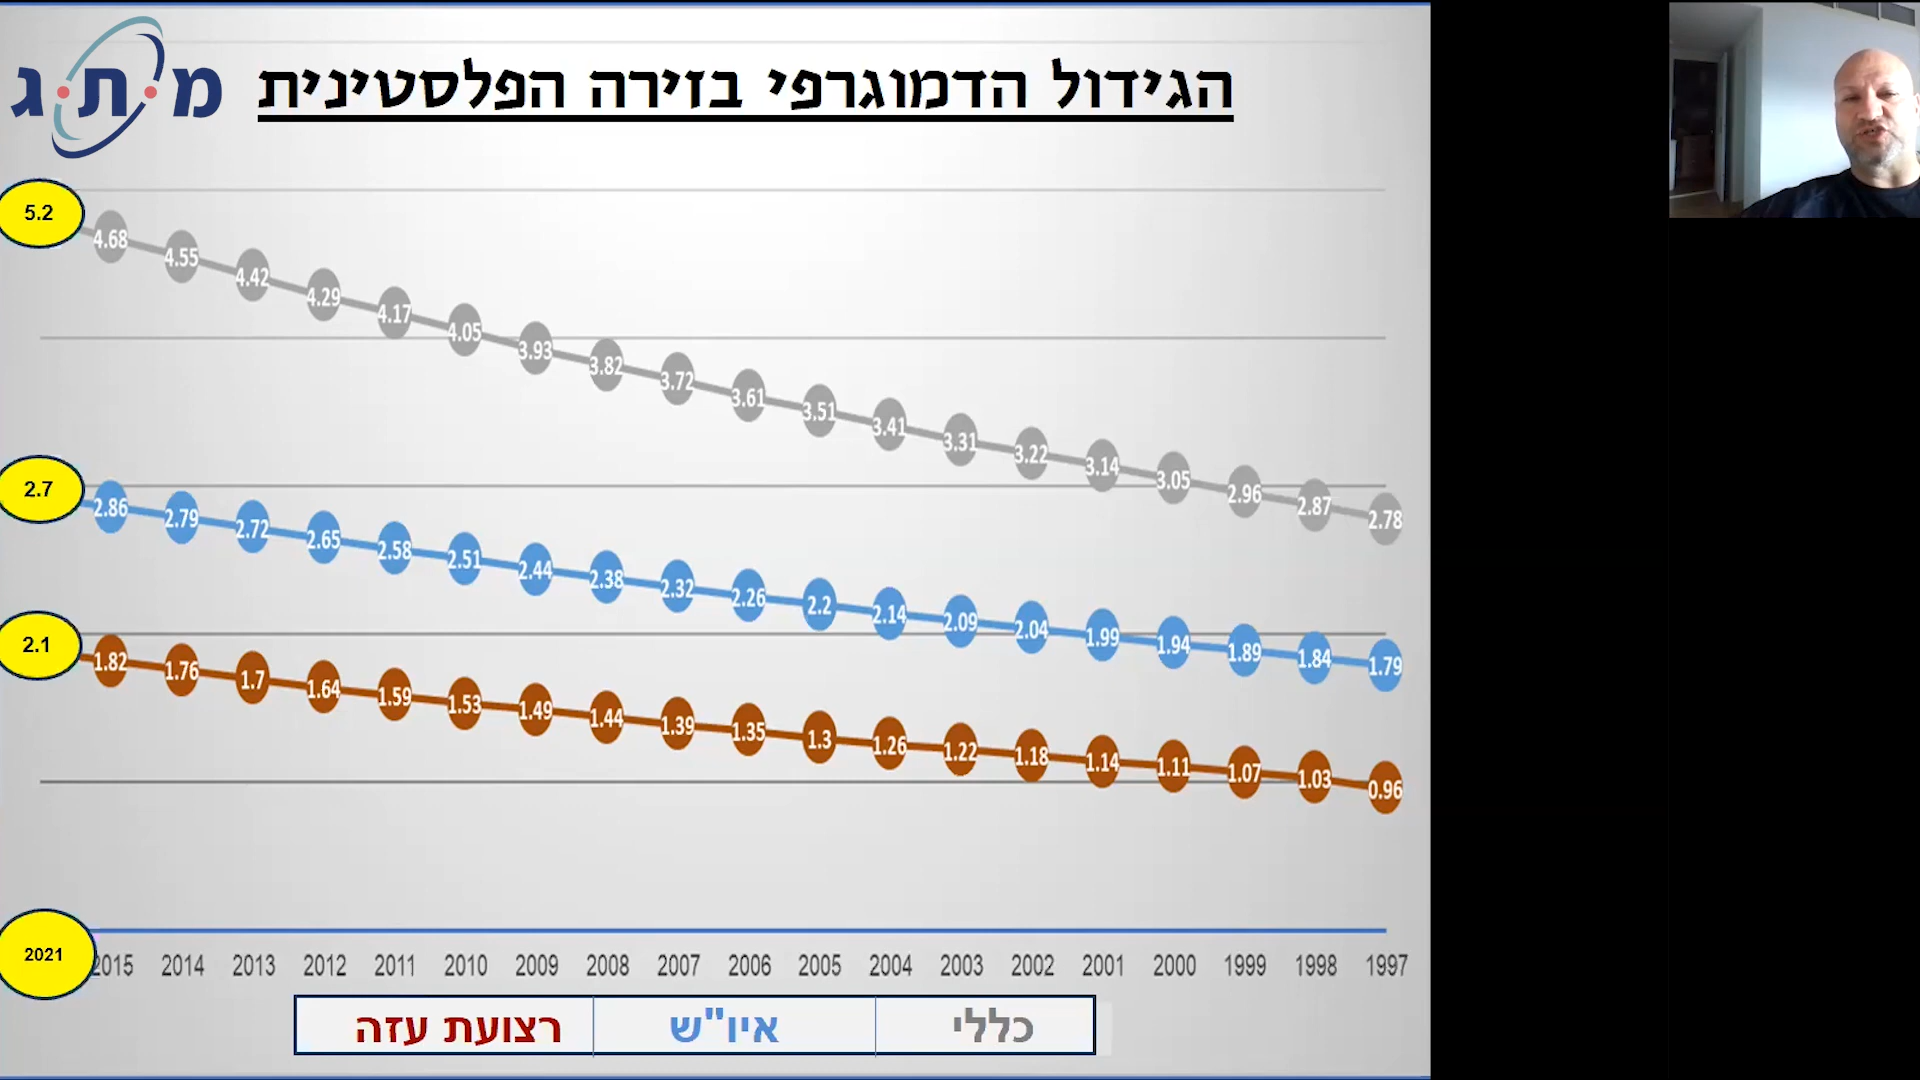 מ.ת.ג
הגידול הדמוגרפי בזירה הפלסטינית
5.2 4.68 4.55 4.42 4.29 4.17 4.05 3.93 3.82 3.72 3.61 3.51 3.41 3.31 3.22 3.14 3.05 2.96 2.87 2.78
2.7 2.86 2.79 2.72 2.65 2.58 2.51 2.44 2.38 2.32 2.26 2.2 2.14 2.09 2.04 1.99 1.94 1.89 1.84 1.79
2.1 1.82 1.76 1.7 1.64 1.59 1.53 1.49 1.44 1.39 1.35 1.3 1.26 1.22 1.18 1.14 1.11 1.07 1.03 0.96
2021 2015 2014 2013 2012 2011 2010 2009 2008 2007 2006 2005 2004 2003 2002 2001 2000 1999 1998 1997
כללי איו"ש רצועת עזה